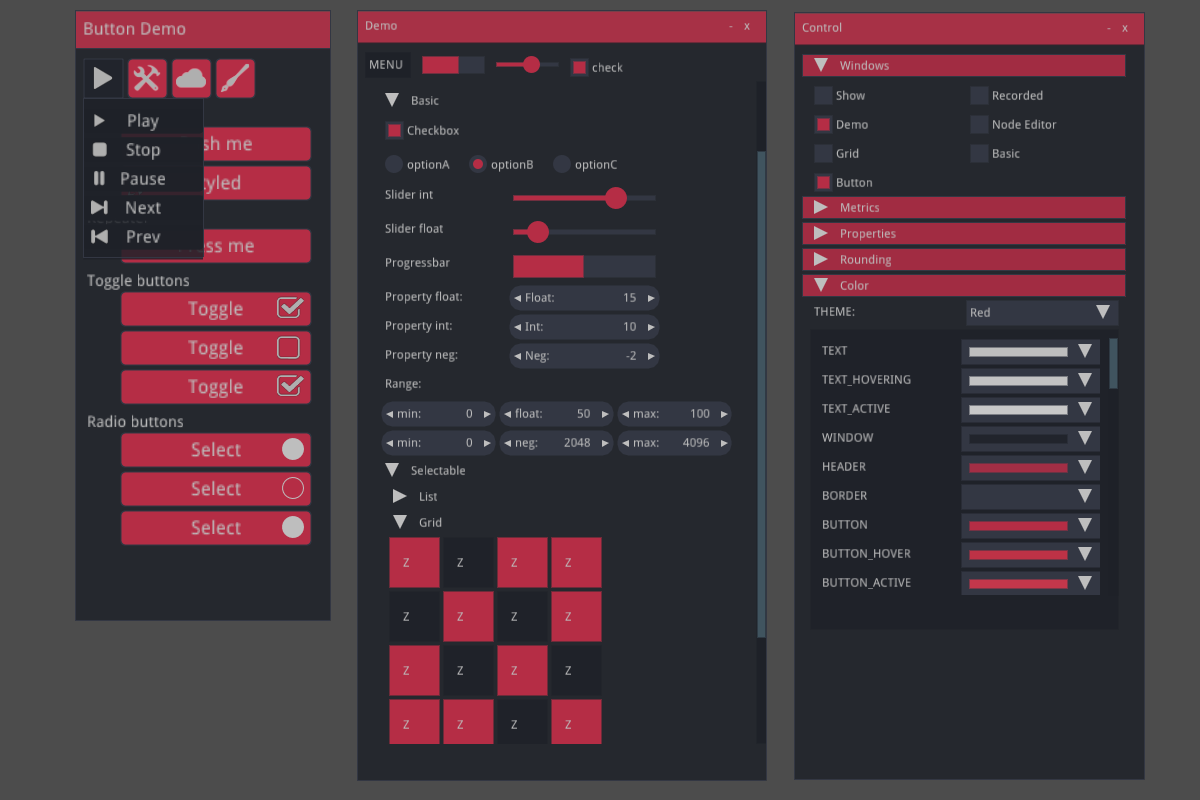 Button Demo
Play
Stop
Pause
Next
Prev
me
me
Toggle buttons
Toggle
Toggle
Toggle
Radio buttons
Select
Select
Select
Demo - x
MENU check
Basic
Checkbox
optionA optionB optionC
Slider int
Slider float
Progressbar
Property float: Float: 15
Property int: Int: 10
Property neg: Neg: -2
Range:
min: 0 float: 50 max: 100
min: 0 neg: 2048 max: 4096
Selectable
List
Grid
Z Z Z Z
Z Z Z Z
Z Z Z Z
Z Z Z Z
Control - x
Windows
Show Recorded
Demo Node Editor
Grid Basic
Button
Metrics
Properties
Rounding
Color
THEME: Red
TEXT
TEXT_HOVERING
TEXT_ACTIVE
WINDOW
HEADER
BORDER
BUTTON
BUTTON_HOVER
BUTTON_ACTIVE